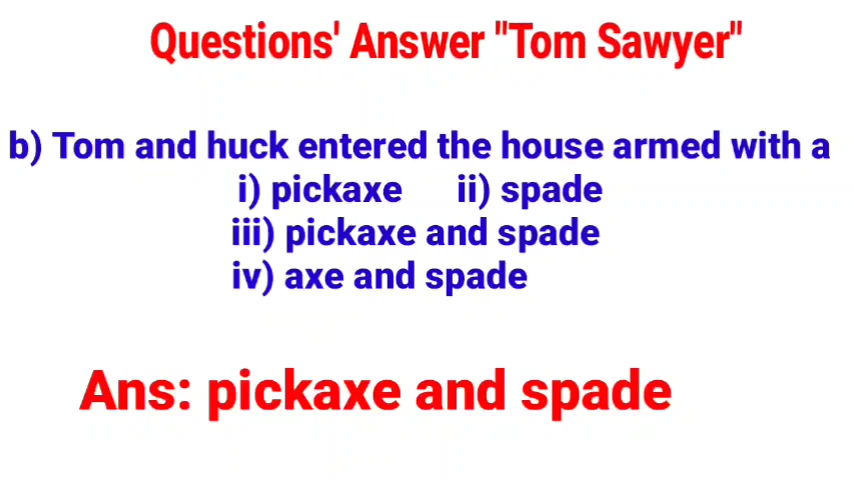 Questions' Answer "Tom Sawyer"
b) Tom and huck entered the house armed with a
i) pickaxe ii) spade
iii) pickaxe and spade
iv) axe and spade
Ans: pickaxe and spade